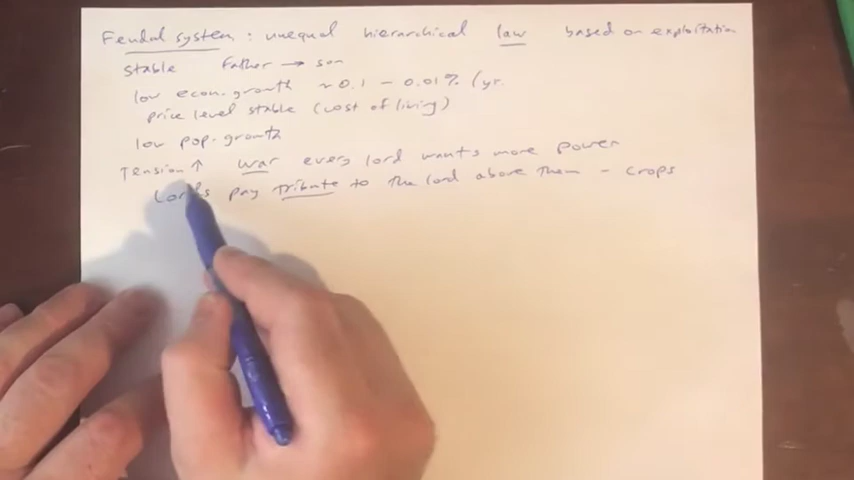 Feudal system : unequal hierarchical law based on exploitation
stable Father → son
low econ. growth ~ 0.1 - 0.01% / yr.
price level stable (cost of living)
low pop. growth
Tension ↑ war every lord wants more power
Lords pay tribute to the lord above them - crops